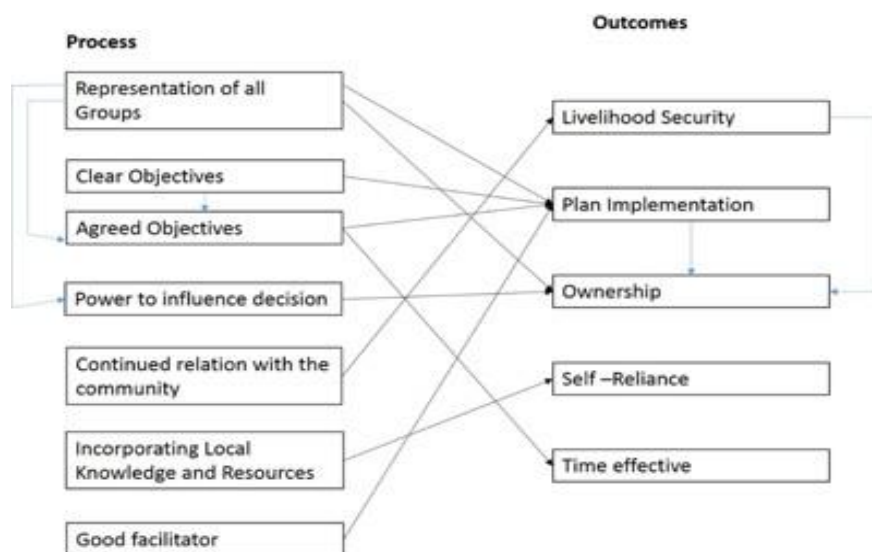 Process
Representation of all
Groups
Clear Objectives
Agreed Objectives
Power to influence decision
Continued relation with the
community
Incorporating Local
Knowledge and Resources
Good facilitator
Outcomes
Livelihood Security
Plan Implementation
Ownership
Self –Reliance
Time effective